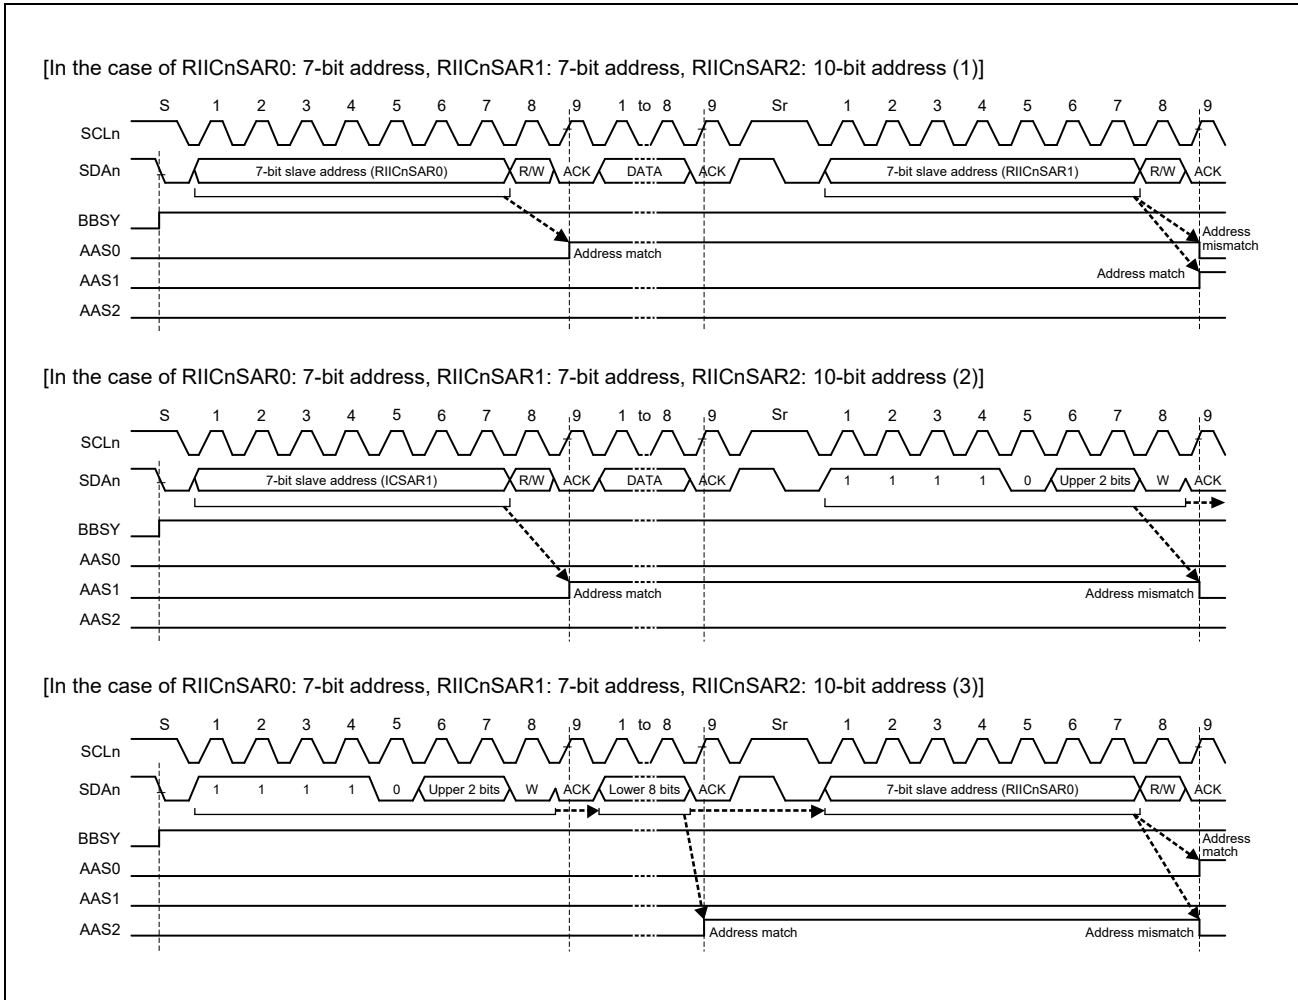 [In the case of RIICnSAR0: 7-bit address, RIICnSAR1: 7-bit address, RIICnSAR2: 10-bit address (1)]
S 1 2 3 4 5 6 7 8 9 1 to 8 9 Sr 1 2 3 4 5 6 7 8 9
SCLn
SDAn 7-bit slave address (RIICnSAR0) R/W ACK DATA ACK 7-bit slave address (RIICnSAR1) R/W ACK
BBSY
Address
mismatch
AAS0 Address match
AAS1 Address match
AAS2
[In the case of RIICnSAR0: 7-bit address, RIICnSAR1: 7-bit address, RIICnSAR2: 10-bit address (2)]
S 1 2 3 4 5 6 7 8 9 1 to 8 9 Sr 1 2 3 4 5 6 7 8 9
SCLn
SDAn 7-bit slave address (ICSAR1) R/W ACK DATA ACK 1 1 1 1 0 Upper 2 bits W ACK
BBSY
AAS0
AAS1 Address match Address mismatch
AAS2
[In the case of RIICnSAR0: 7-bit address, RIICnSAR1: 7-bit address, RIICnSAR2: 10-bit address (3)]
S 1 2 3 4 5 6 7 8 9 1 to 8 9 Sr 1 2 3 4 5 6 7 8 9
SCLn
SDAn 1 1 1 1 0 Upper 2 bits W ACK Lower 8 bits ACK 7-bit slave address (RIICnSAR0) R/W ACK
BBSY
Address
match
AAS0
AAS1
AAS2 Address match Address mismatch